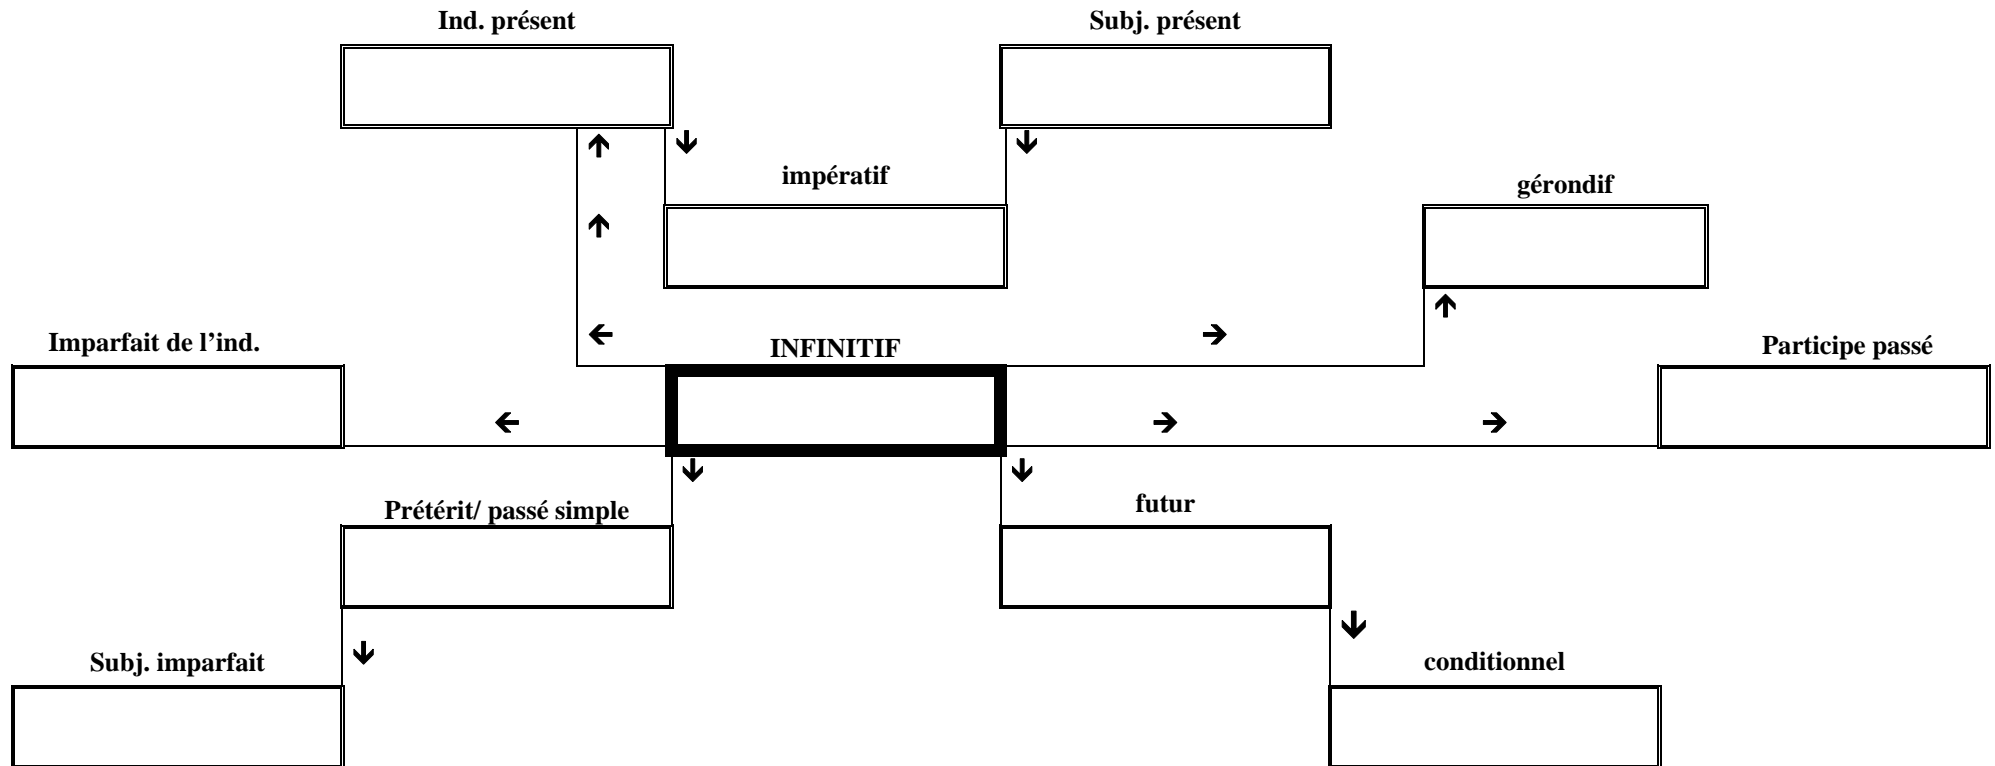 Ind. présent
Subj. présent
impératif
gérondif
Imparfait de l'ind.
INFINITIF
Participe passé
Prétérit/ passé simple
futur
Subj. imparfait
conditionnel